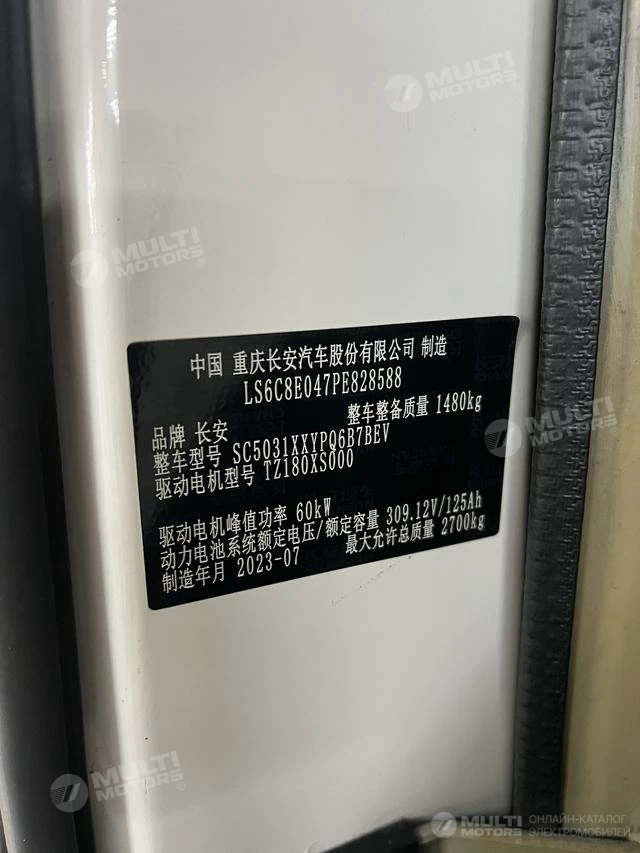 MULTI
MOTORS®
MULTI
MOTORS®
中国 重庆长安汽车股份有限公司 制造
LS6C8E047PE828588
品牌 长安
整车整备质量 1480kg
整车型号 SC5031XXYPQ6B7BEV
驱动电机型号 TZ180XS000
驱动电机峰值功率 60kW
动力电池系统额定电压/额定容量 309.12V/125Ah
制造年月 2023-07
最大允许总质量 2700kg
MULTI
MOTORS®
MULTI
MOTORS®
ОНЛАЙН-КАТАЛОГ
ЭЛЕКТРОМОБИЛЕЙ